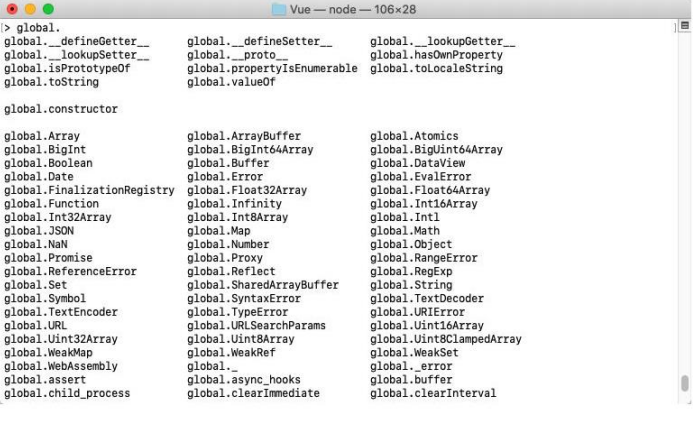 Vue — node — 106×28
[> global.
global.__defineGetter__ global.__defineSetter__ global.__lookupGetter__
global.__lookupSetter__ global.__proto__ global.hasOwnProperty
global.isPrototypeOf global.propertyIsEnumerable global.toLocaleString
global.toString global.valueOf
global.constructor
global.Array global.ArrayBuffer global.Atomics
global.BigInt global.BigInt64Array global.BigUint64Array
global.Boolean global.Buffer global.DataView
global.Date global.Error global.EvalError
global.FinalizationRegistry global.Float32Array global.Float64Array
global.Function global.Infinity global.Int16Array
global.Int32Array global.Int8Array global.Intl
global.JSON global.Map global.Math
global.NaN global.Number global.Object
global.Promise global.Proxy global.RangeError
global.ReferenceError global.Reflect global.RegExp
global.Set global.SharedArrayBuffer global.String
global.Symbol global.SyntaxError global.TextDecoder
global.TextEncoder global.TypeError global.URIError
global.URL global.URLSearchParams global.Uint16Array
global.Uint32Array global.Uint8Array global.Uint8ClampedArray
global.WeakMap global.WeakRef global.WeakSet
global.WebAssembly global._ global._error
global.assert global.async_hooks global.buffer
global.child_process global.clearImmediate global.clearInterval